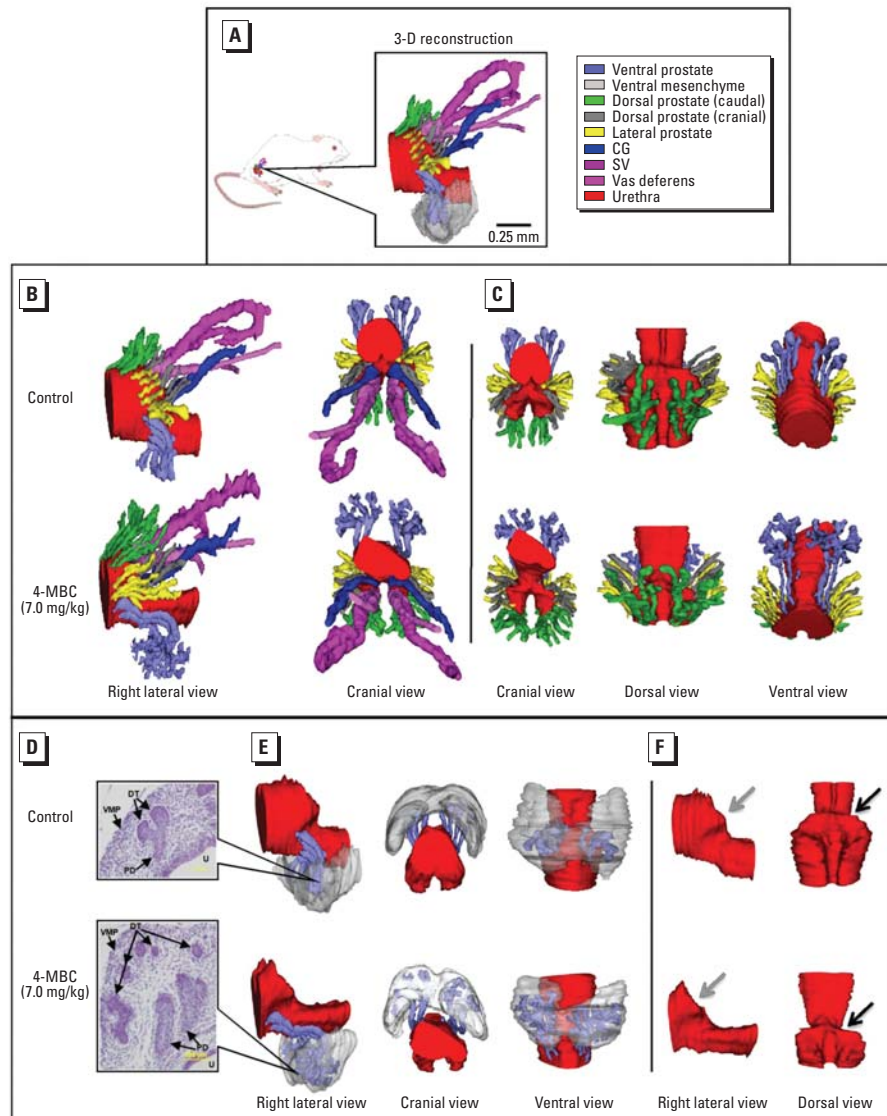 A
3-D reconstruction
0.25 mm
Ventral prostate
Ventral mesenchyme
Dorsal prostate (caudal)
Dorsal prostate (cranial)
Lateral prostate
CG
SV
Vas deferens
Urethra
B
C
Control
4-MBC
(7.0 mg/kg)
Right lateral view
Cranial view
Cranial view
Dorsal view
Ventral view
D
E
F
Control
DT
VMP
PD
U
4-MBC
(7.0 mg/kg)
DT
VMP
PD
U
Right lateral view
Cranial view
Ventral view
Right lateral view
Dorsal view